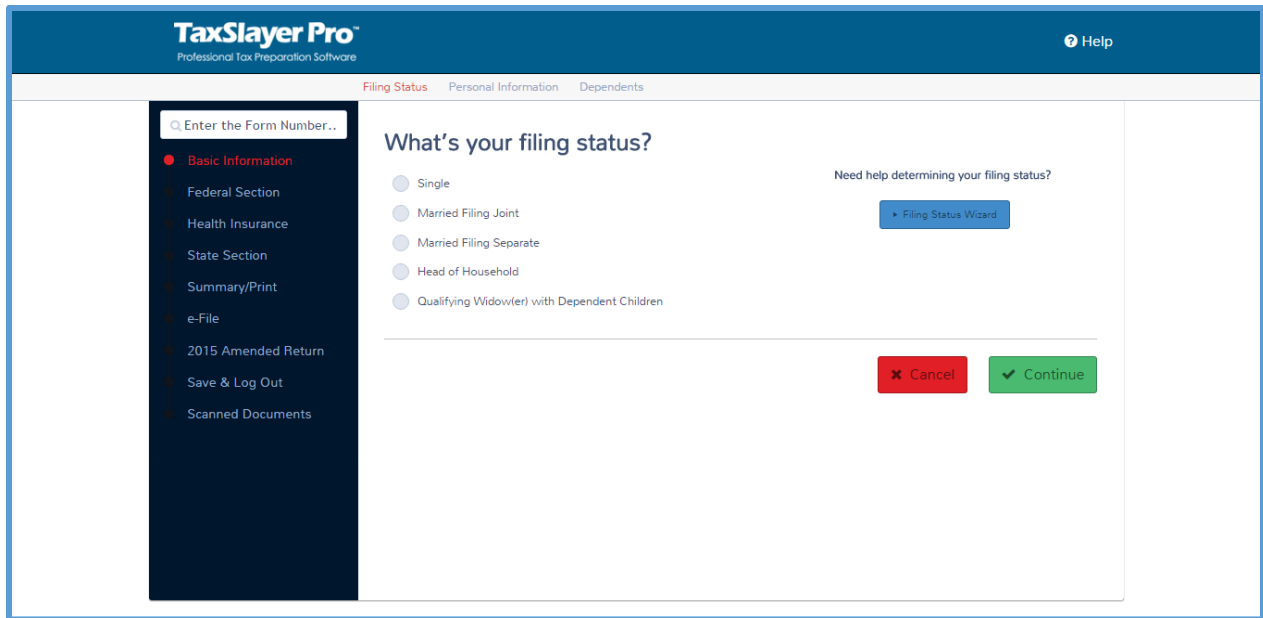 TaxSlayer Pro™
Professional Tax Preparation Software
Help
Filing Status Personal Information Dependents
Enter the Form Number..
Basic Information
Federal Section
Health Insurance
State Section
Summary/Print
e-File
2015 Amended Return
Save & Log Out
Scanned Documents
What's your filing status?
Single
Married Filing Joint
Married Filing Separate
Head of Household
Qualifying Widow(er) with Dependent Children
Need help determining your filing status?
Filing Status Wizard
Cancel
Continue